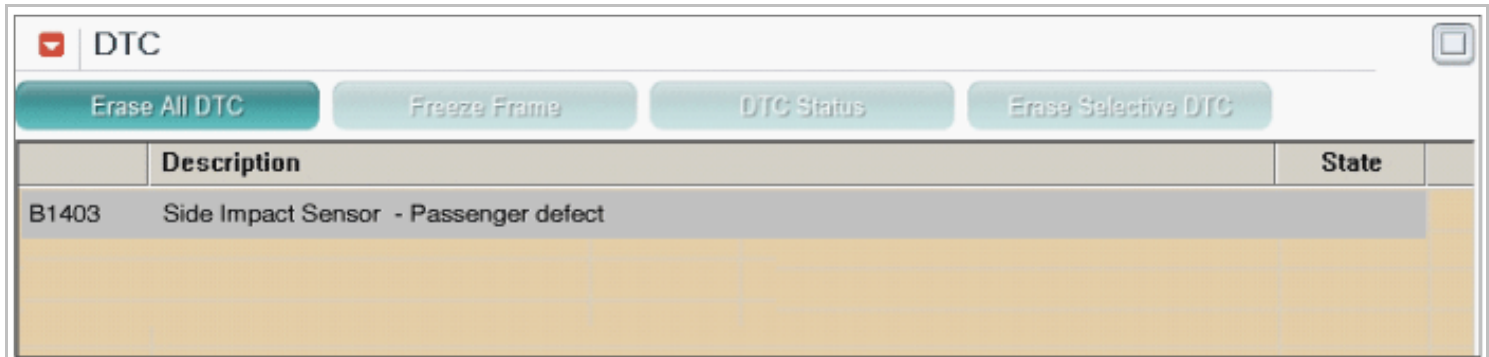 DTC
Erase All DTC Freeze Frame DTC Status Erase Selective DTC
Description State
B1403 Side Impact Sensor - Passenger defect